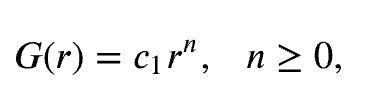 G(r) = c₁rⁿ,   n ≥ 0,